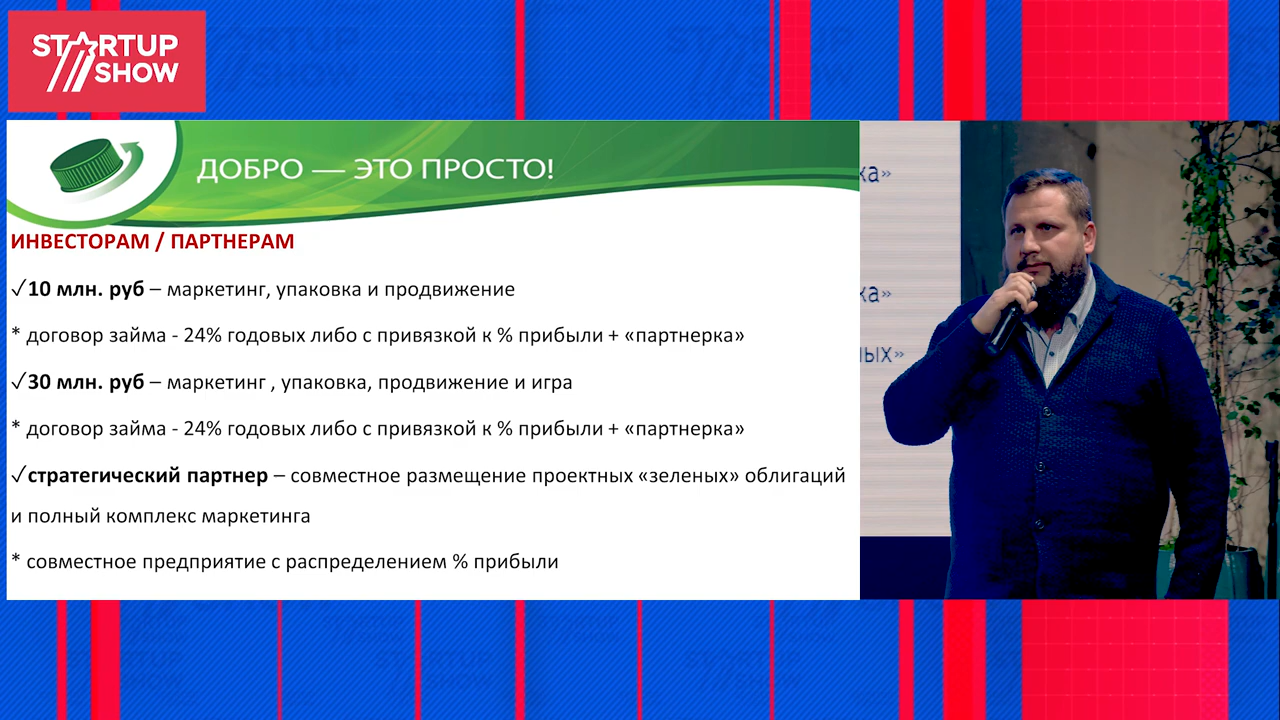 STARTUP
SHOW
ДОБРО — ЭТО ПРОСТО!
ИНВЕСТОРАМ / ПАРТНЕРАМ
✓10 млн. руб – маркетинг, упаковка и продвижение
* договор займа - 24% годовых либо с привязкой к % прибыли + «партнерка»
✓30 млн. руб – маркетинг , упаковка, продвижение и игра
* договор займа - 24% годовых либо с привязкой к % прибыли + «партнерка»
✓стратегический партнер – совместное размещение проектных «зеленых» облигаций
и полный комплекс маркетинга
* совместное предприятие с распределением % прибыли